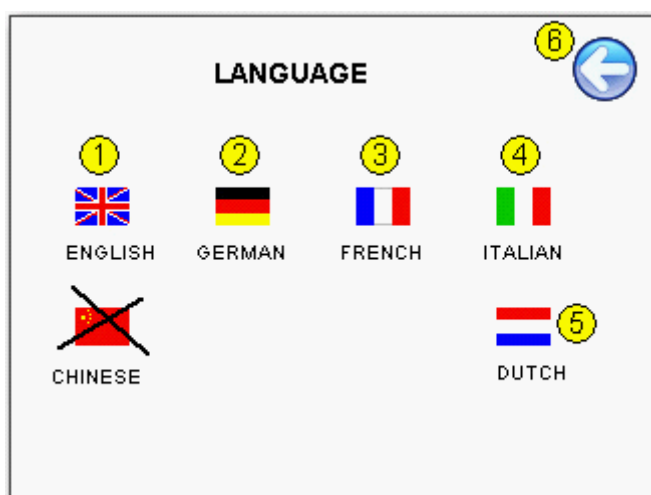 6
LANGUAGE
1 2 3 4
ENGLISH GERMAN FRENCH ITALIAN
5
CHINESE DUTCH